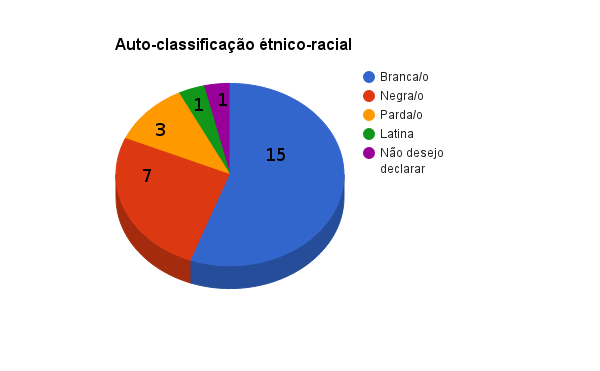 Auto-classificação étnico-racial
Branca/o
Negra/o
Parda/o
Latina
Não desejo
declarar
1
1
3
15
7